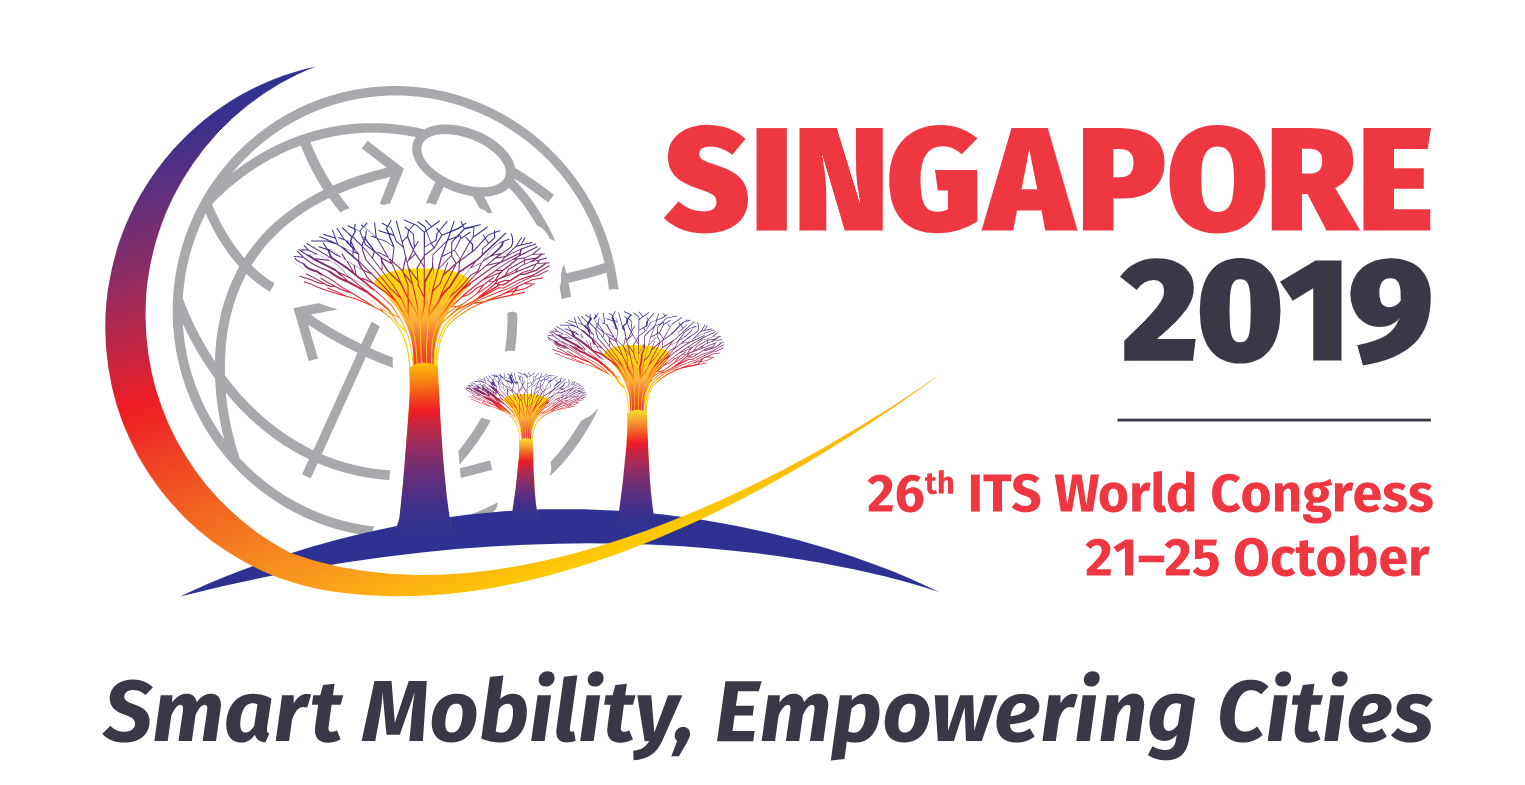 SINGAPORE
2019
26th ITS World Congress
21–25 October
Smart Mobility, Empowering Cities